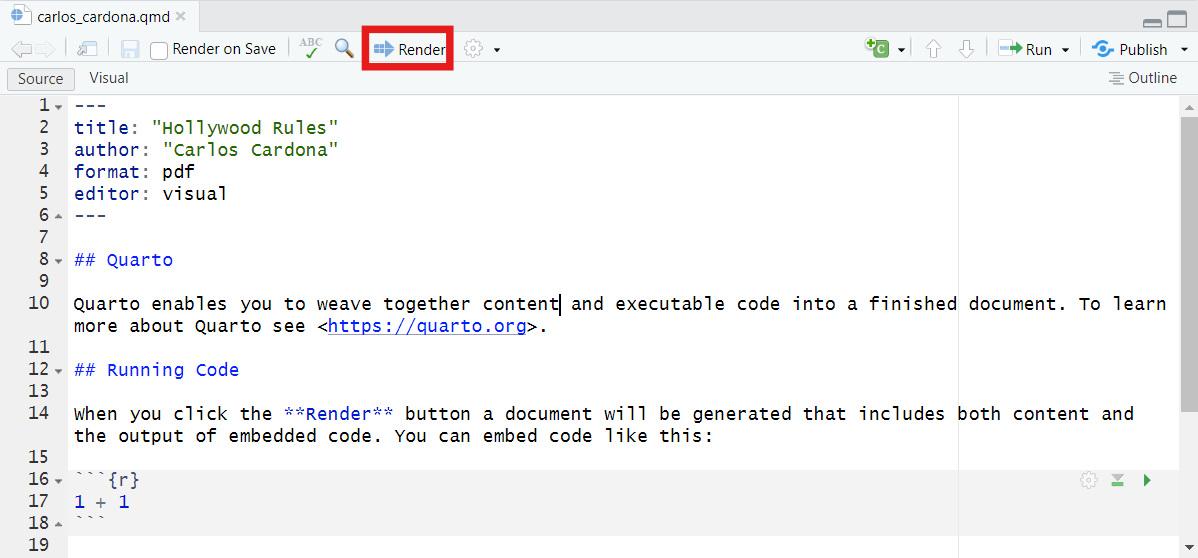 carlos_cardona.qmd
Render on Save
ABC
Render
C
Run
Publish
Source
Visual
Outline
1 ---
2 title: "Hollywood Rules"
3 author: "Carlos Cardona"
4 format: pdf
5 editor: visual
6 ---
7
8 ## Quarto
9
10 Quarto enables you to weave together content and executable code into a finished document. To learn
more about Quarto see <https://quarto.org>.
11
12 ## Running Code
13
14 When you click the **Render** button a document will be generated that includes both content and
the output of embedded code. You can embed code like this:
15
16 ```{r}
17 1 + 1
18 ```
19